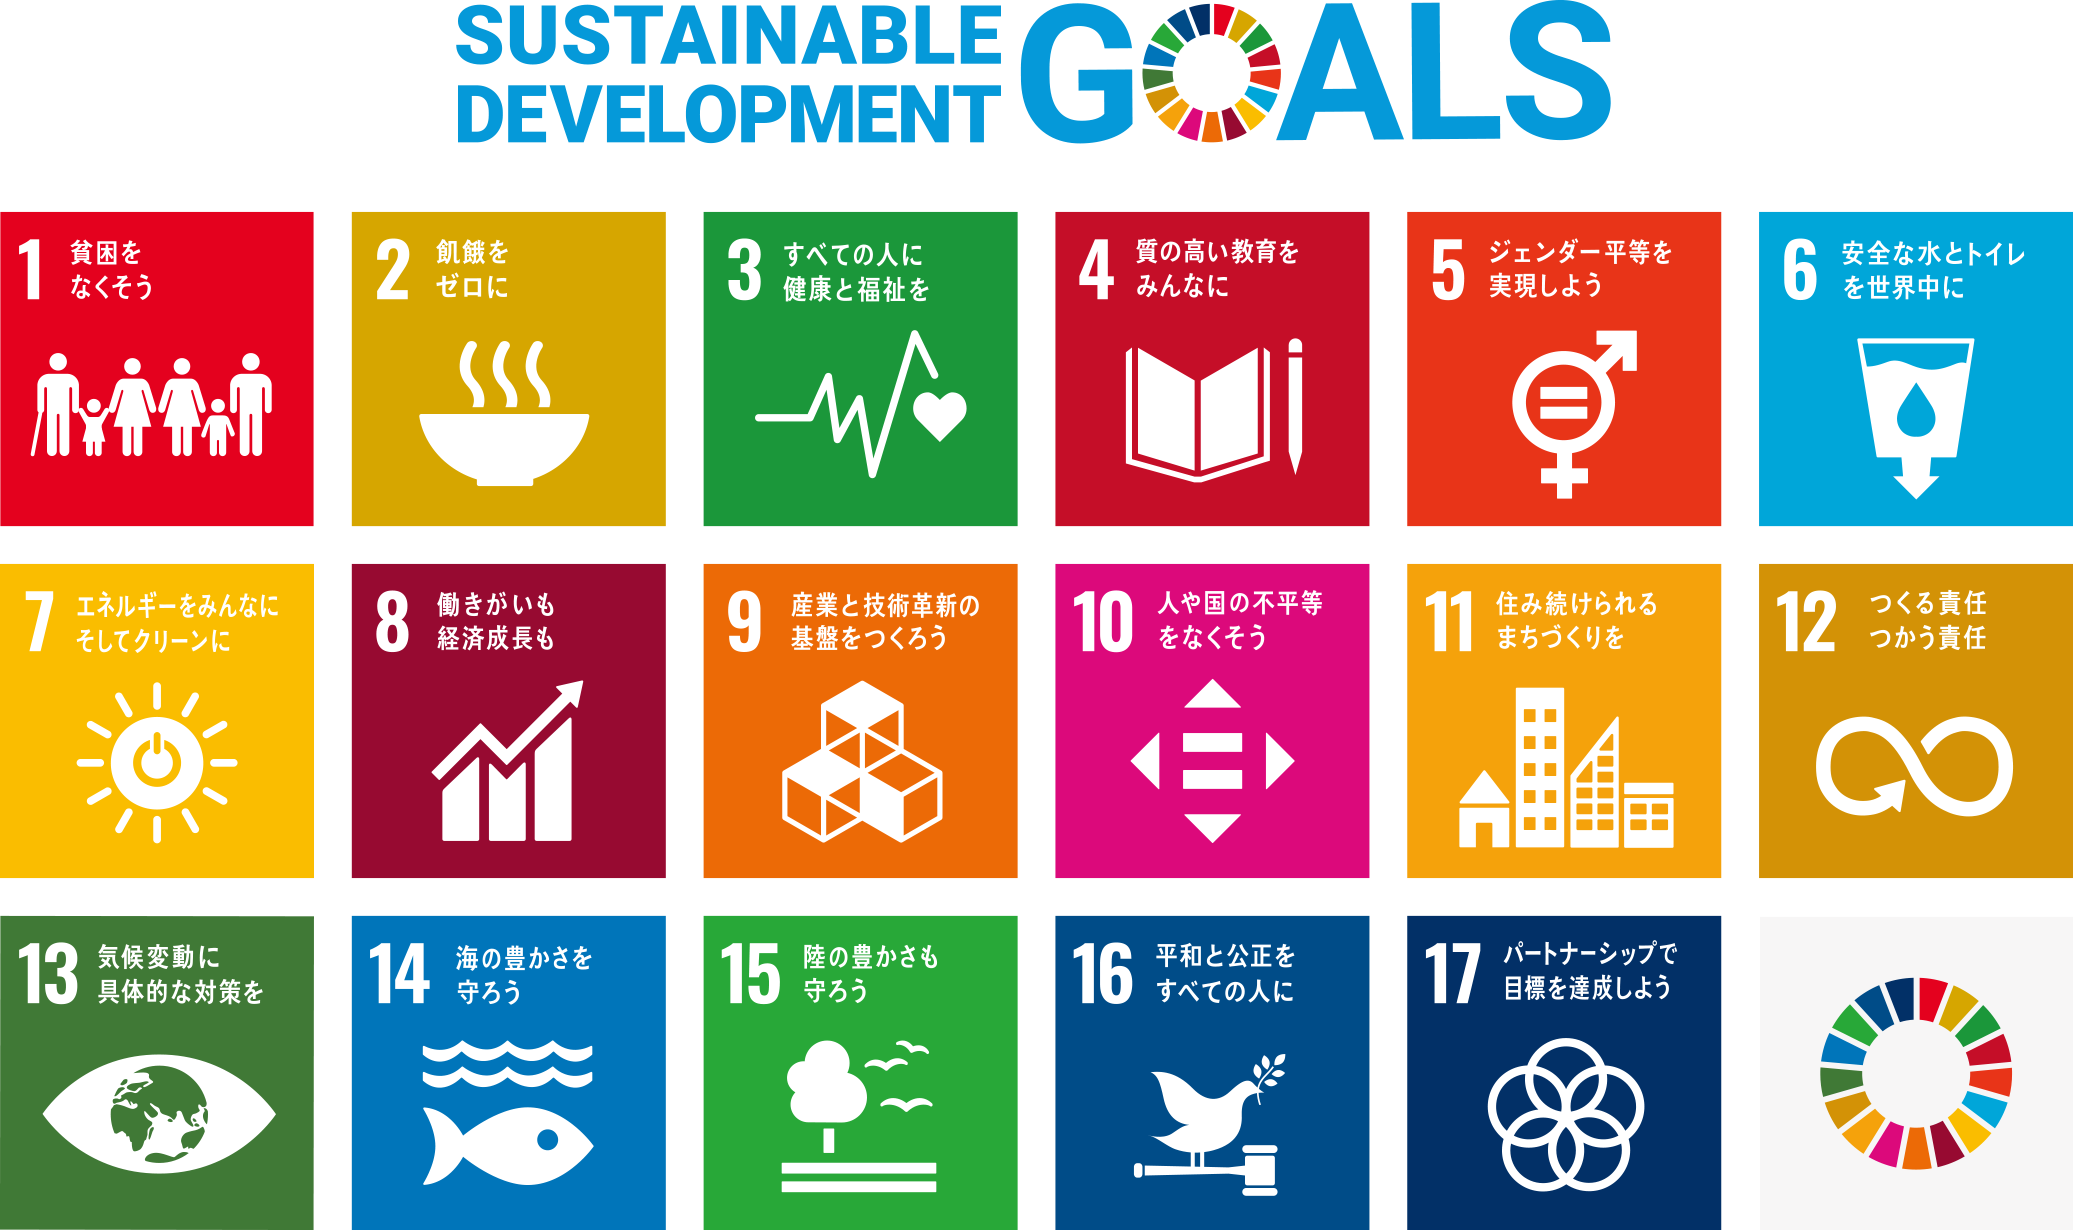 SUSTAINABLE
DEVELOPMENT
GOALS
1
貧困を
なくそう
2
飢餓を
ゼロに
3
すべての人に
健康と福祉を
4
質の高い教育を
みんなに
5
ジェンダー平等を
実現しよう
6
安全な水とトイレ
を世界中に
7
エネルギーをみんなに
そしてクリーンに
8
働きがいも
経済成長も
9
産業と技術革新の
基盤をつくろう
10
人や国の不平等
をなくそう
11
住み続けられる
まちづくりを
12
つくる責任
つかう責任
13
気候変動に
具体的な対策を
14
海の豊かさを
守ろう
15
陸の豊かさも
守ろう
16
平和と公正を
すべての人に
17
パートナーシップで
目標を達成しよう